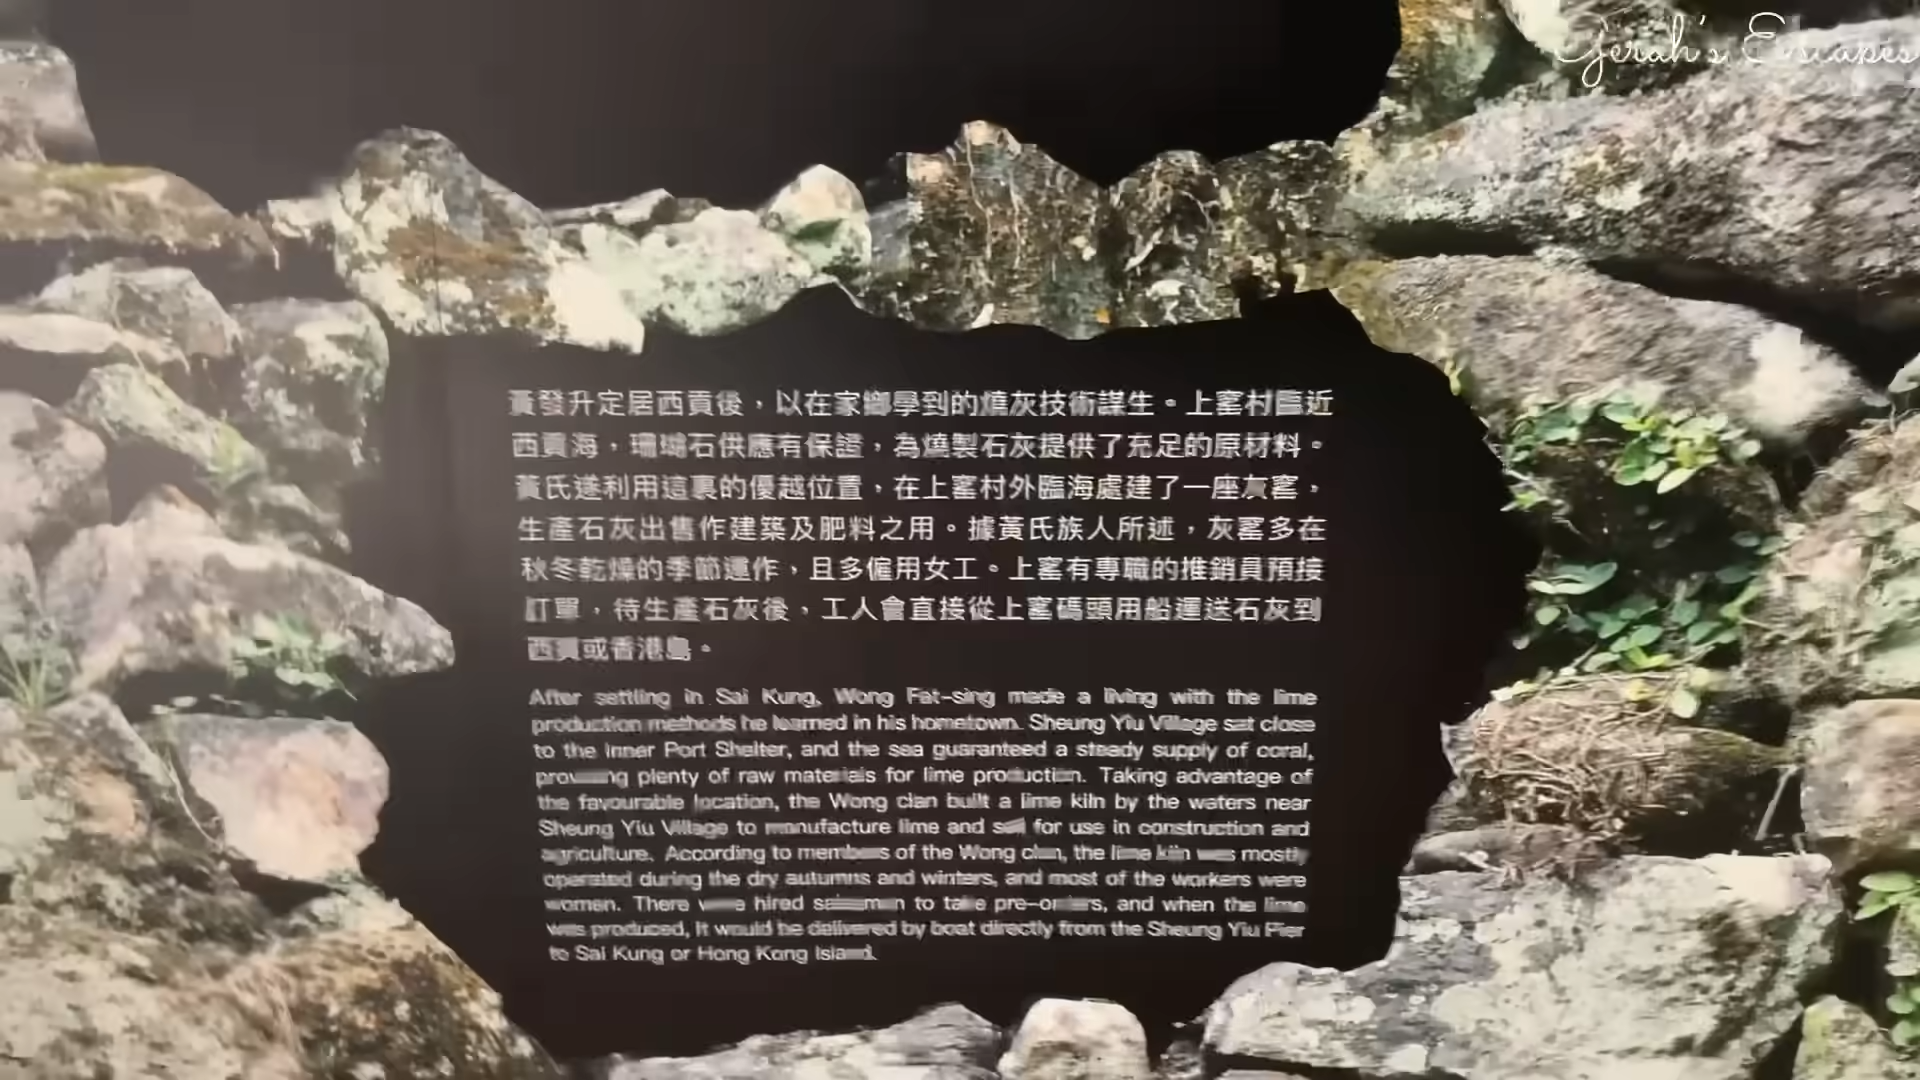 Gerah's Escapes
黃發升定居西貢後，以在家鄉學到的燒灰技術謀生。上窰村臨近
西貢海，珊瑚石供應有保證，為燒製石灰提供了充足的原材料。
黃氏遂利用這裏的優越位置，在上窰村外臨海處建了一座灰窰，
生產石灰出售作建築及肥料之用。據黃氏族人所述，灰窰多在
秋冬乾燥的季節運作，且多僱用女工。上窰有專職的推銷員預接
訂單，待生產石灰後，工人會直接從上窰碼頭用船運送石灰到
西貢或香港島。
After settling in Sai Kung, Wong Fat-sing made a living with the lime
production methods he learned in his hometown. Sheung Yiu Village sat close
to the inner Port Shelter, and the sea guaranteed a steady supply of coral,
providing plenty of raw materials for lime production. Taking advantage of
the favourable location, the Wong clan built a lime kiln by the waters near
Sheung Yiu Village to manufacture lime and sell for use in construction and
agriculture. According to members of the Wong clan, the lime kiln was mostly
operated during the dry autumns and winters, and most of the workers were
women. There were hired salesmen to take pre-orders, and when the lime
was produced, it would be delivered by boat directly from the Sheung Yiu Pier
to Sai Kung or Hong Kong Island.